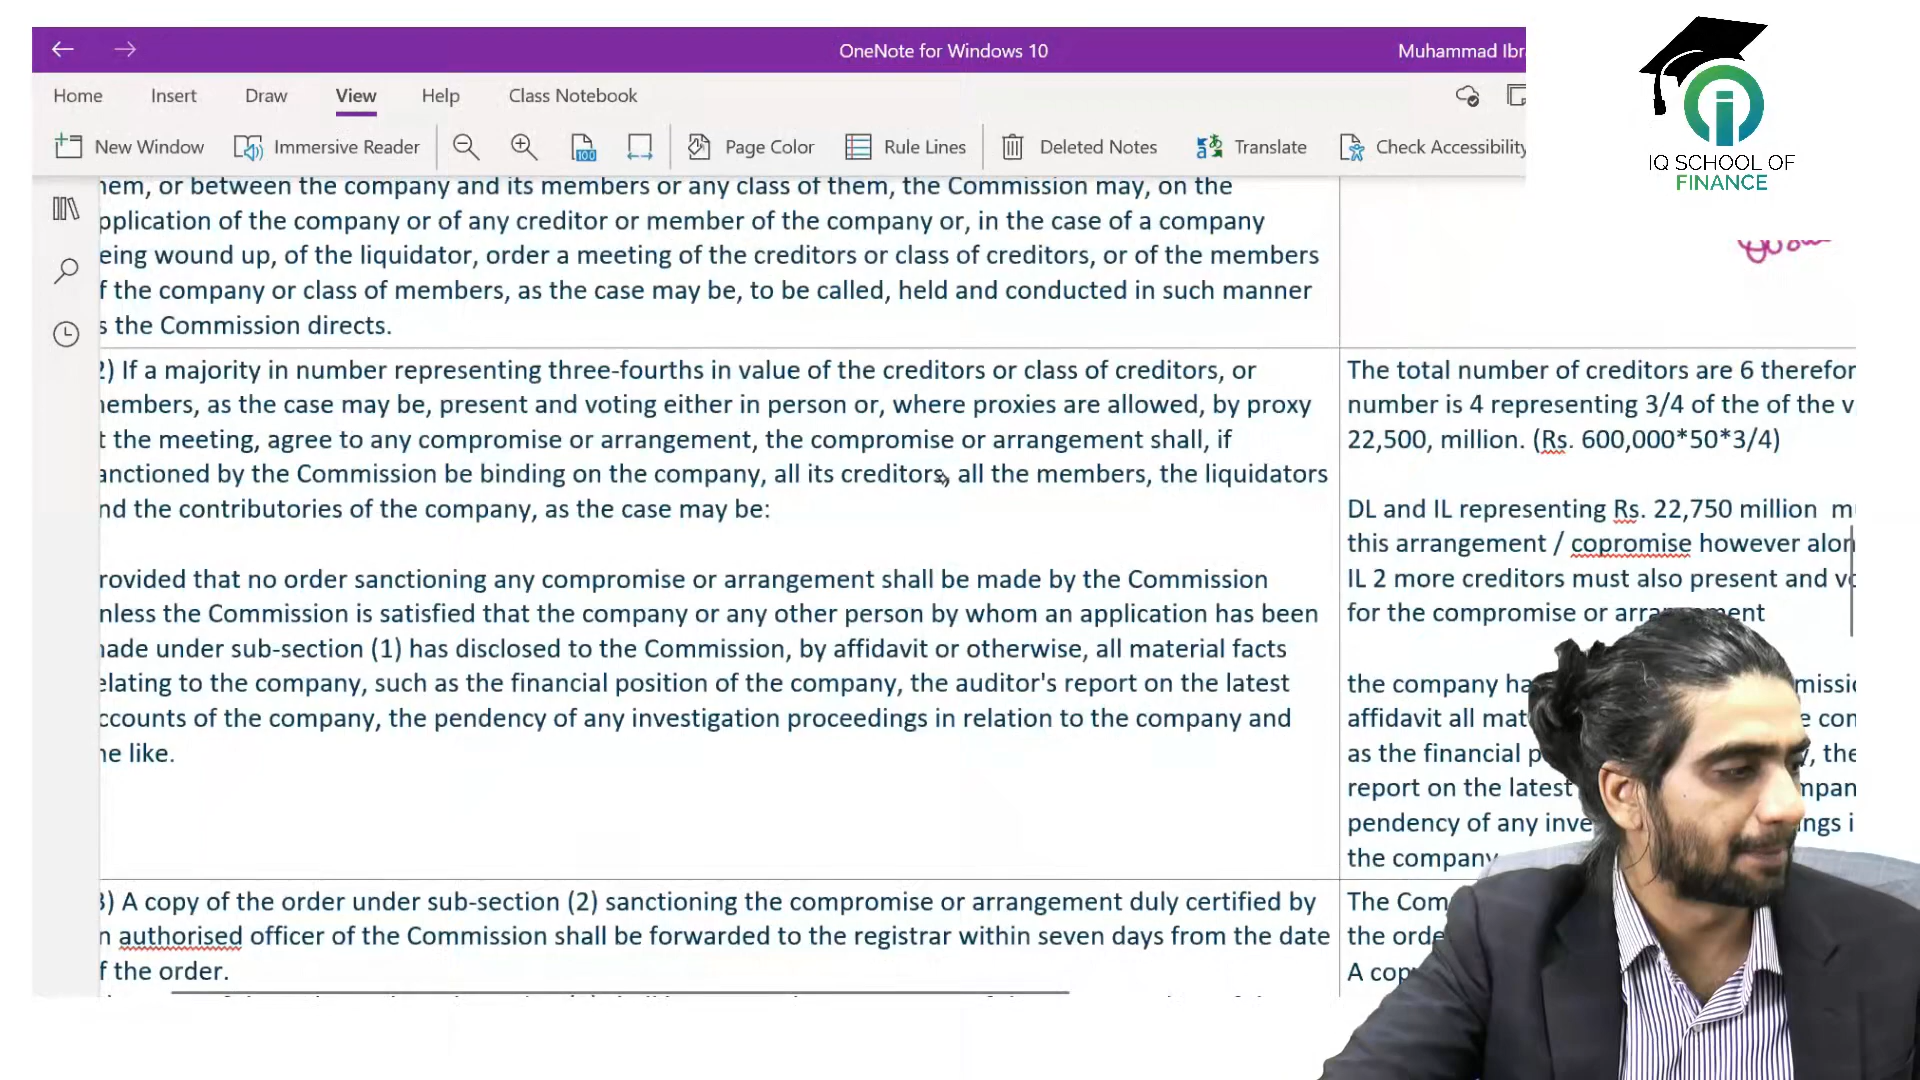 OneNote for Windows 10
Muhammad
Home Insert Draw View Help Class Notebook
New Window Immersive Reader 100 Page Color Rule Lines Deleted Notes Translate Check Accessibility
IQ SCHOOL OF
FINANCE
hem, or between the company and its members or any class of them, the Commission may, on the
pplication of the company or of any creditor or member of the company or, in the case of a company
eing wound up, of the liquidator, order a meeting of the creditors or class of creditors, or of the members
f the company or class of members, as the case may be, to be called, held and conducted in such manner
s the Commission directs.
2) If a majority in number representing three-fourths in value of the creditors or class of creditors, or
members, as the case may be, present and voting either in person or, where proxies are allowed, by proxy
t the meeting, agree to any compromise or arrangement, the compromise or arrangement shall, if
anctioned by the Commission be binding on the company, all its creditors, all the members, the liquidators
nd the contributories of the company, as the case may be:
rovided that no order sanctioning any compromise or arrangement shall be made by the Commission
nless the Commission is satisfied that the company or any other person by whom an application has been
nade under sub-section (1) has disclosed to the Commission, by affidavit or otherwise, all material facts
elating to the company, such as the financial position of the company, the auditor's report on the latest
ccounts of the company, the pendency of any investigation proceedings in relation to the company and
he like.
3) A copy of the order under sub-section (2) sanctioning the compromise or arrangement duly certified by
n authorised officer of the Commission shall be forwarded to the registrar within seven days from the date
f the order.
The total number of creditors are 6 therefor
number is 4 representing 3/4 of the of the v
22,500, million. (Rs. 600,000*50*3/4)
DL and IL representing Rs. 22,750 million m
this arrangement / copromise however alon
IL 2 more creditors must also present and vo
for the compromise or arrangement
the company ha
affidavit all mat
as the financial p , the
report on the latest
pendency of any inve
the company
The Com
the orde
A cop